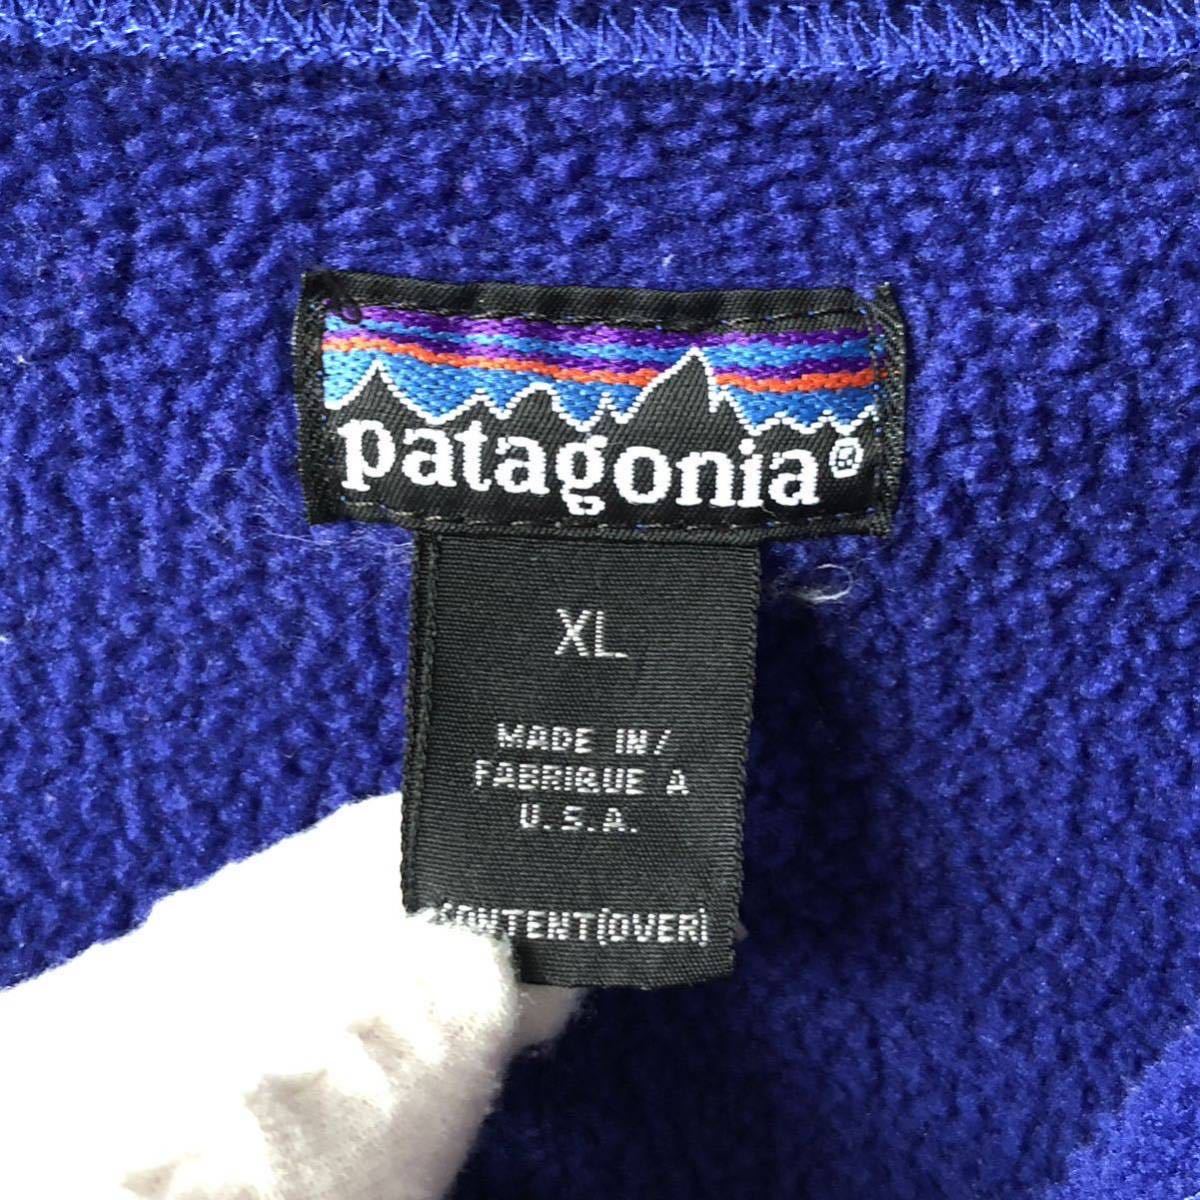 patagonia®
XL
MADE IN/
FABRIQUE A
U.S.A.
CONTENT(OVER)